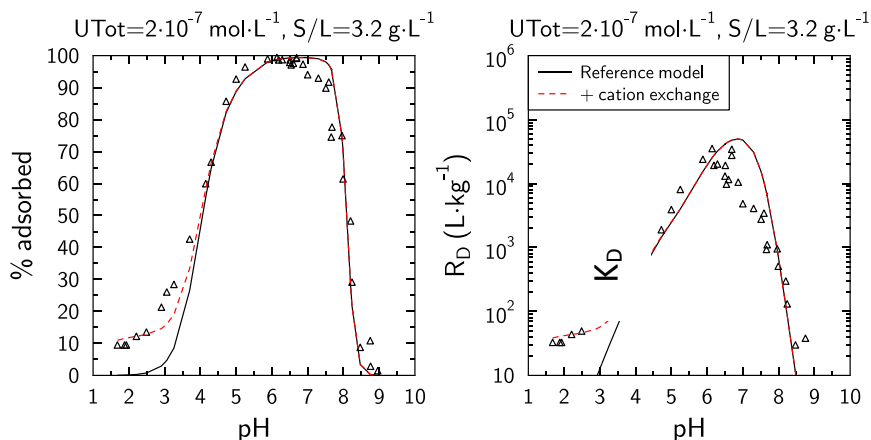 UTot=2·10⁻⁷ mol·L⁻¹, S/L=3.2 g·L⁻¹
100
90
80
70
60
50
40
30
20
10
0
% adsorbed
1 2 3 4 5 6 7 8 9 10
pH
UTot=2·10⁻⁷ mol·L⁻¹, S/L=3.2 g·L⁻¹
10⁶
10⁵
10⁴
10³
10²
10
R_D (L·kg⁻¹)
Reference model
+ cation exchange
K_D
1 2 3 4 5 6 7 8 9 10
pH